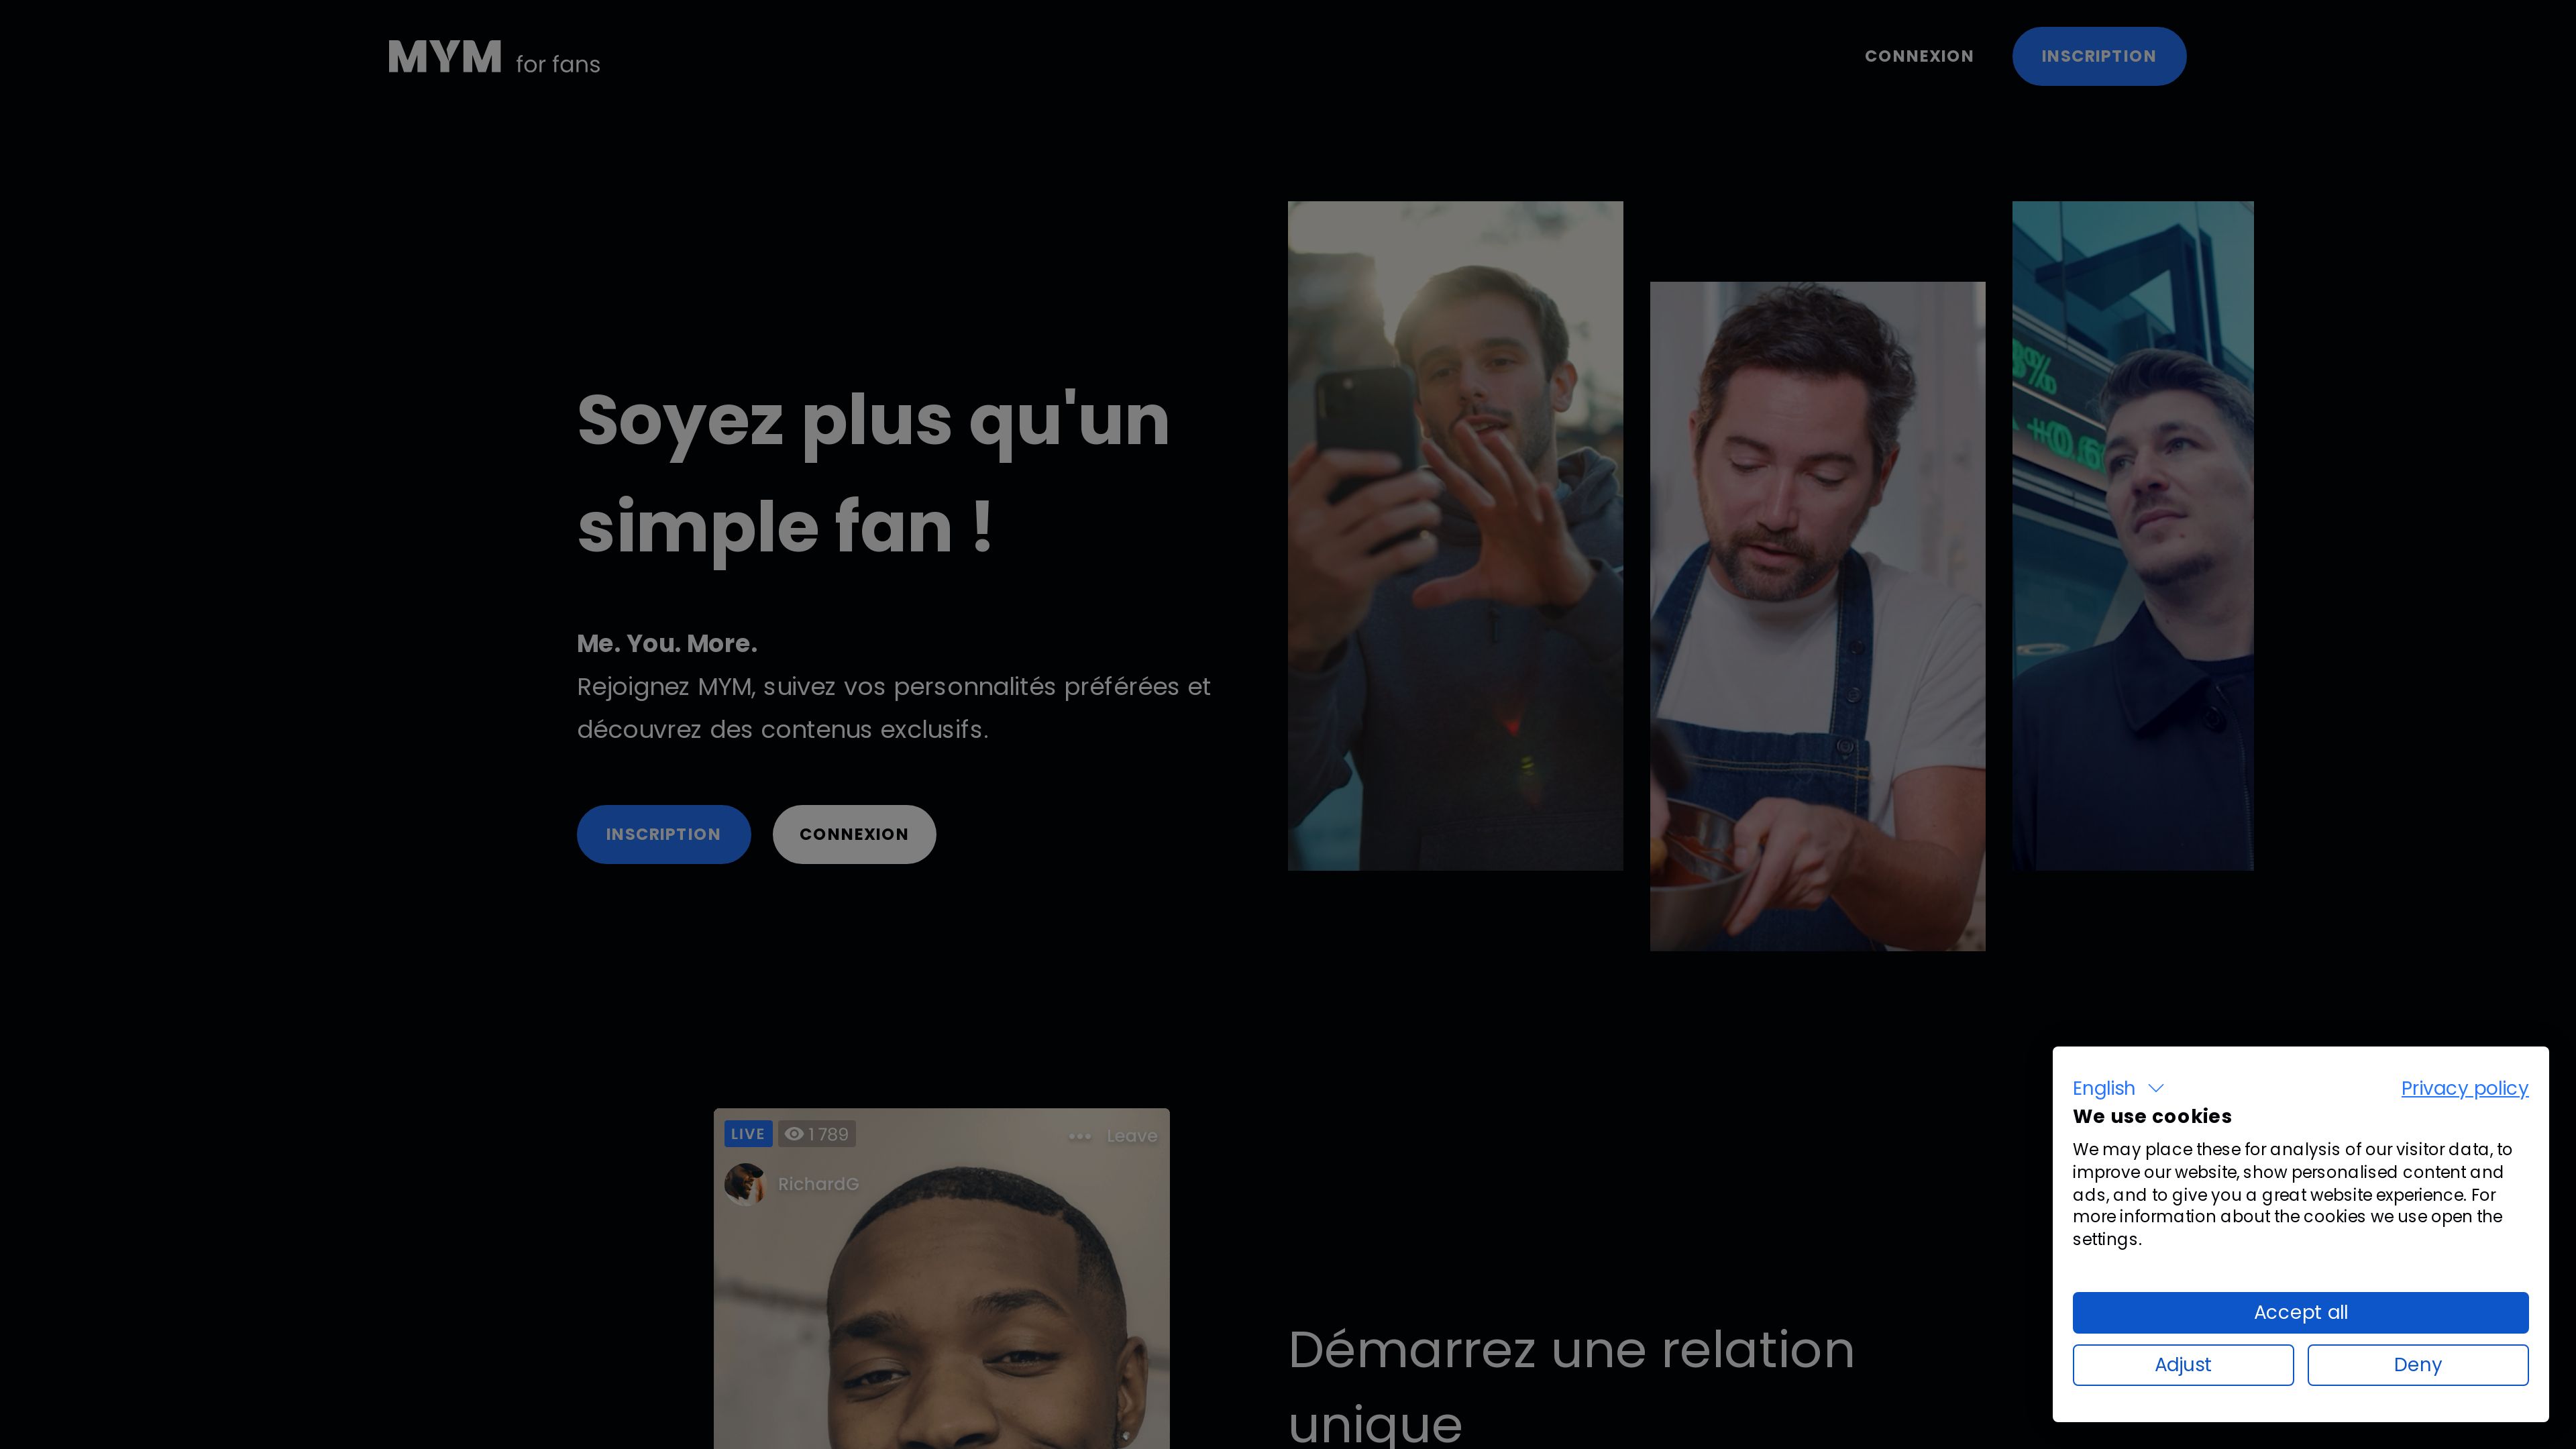 MYM for fans
CONNEXION
INSCRIPTION
Soyez plus qu'un
simple fan !
Me. You. More.
Rejoignez MYM, suivez vos personnalités préférées et
découvrez des contenus exclusifs.
INSCRIPTION
CONNEXION
LIVE
1 789
Leave
RichardG
Démarrez une relation
unique
English
Privacy policy
We use cookies
We may place these for analysis of our visitor data, to
improve our website, show personalised content and
ads, and to give you a great website experience. For
more information about the cookies we use open the
settings.
Accept all
Adjust
Deny